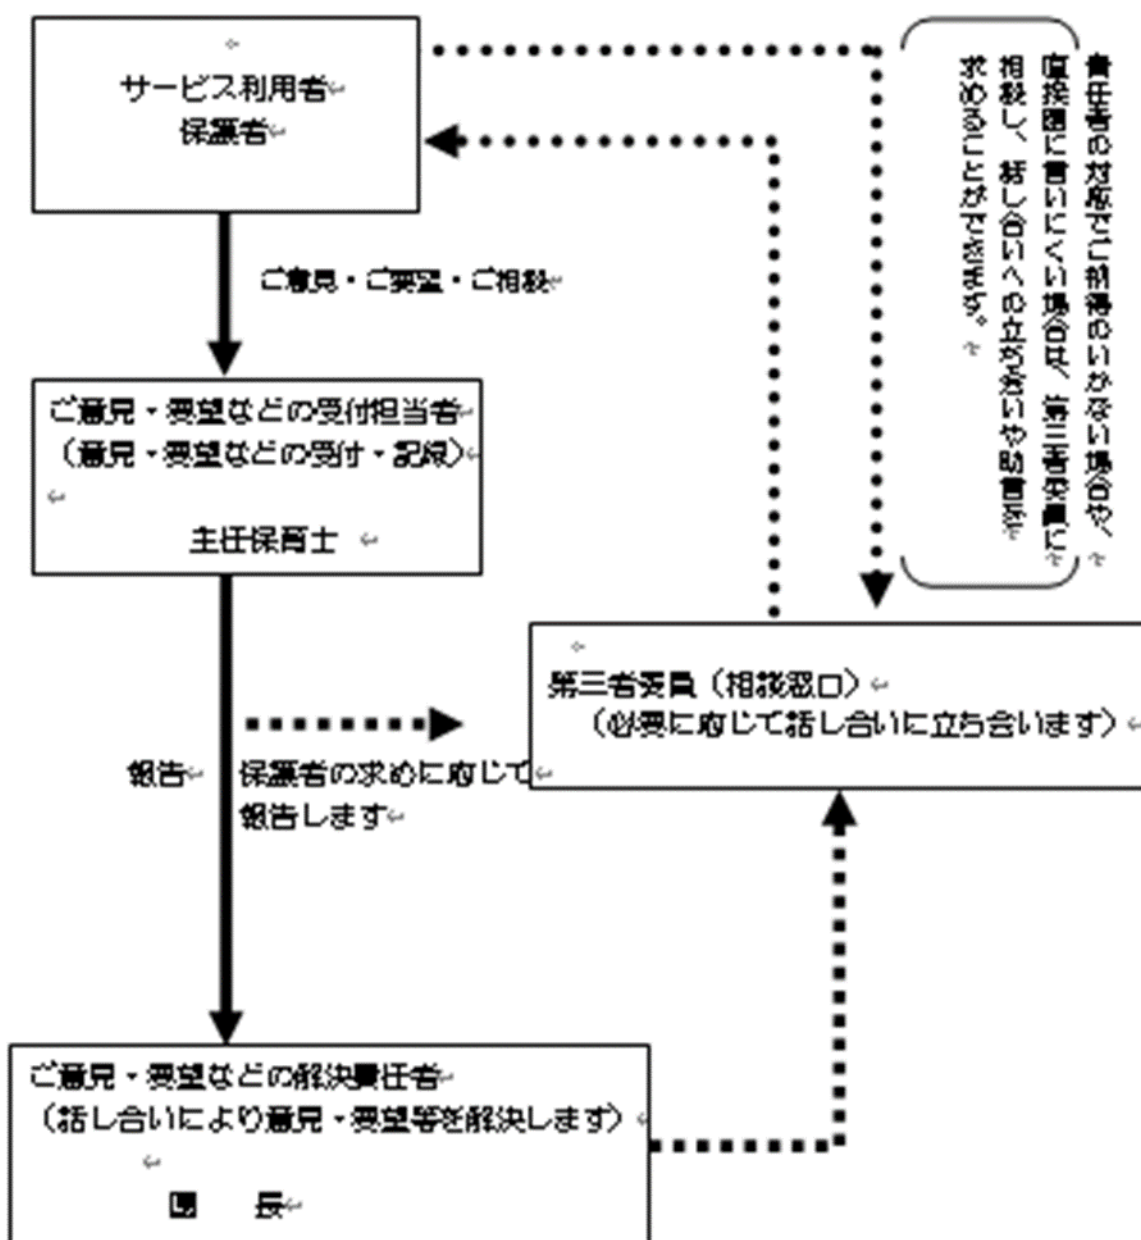 サービス利用者
保護者
ご意見・ご要望・ご相談
ご意見・要望などの受付担当者
（意見・要望などの受付・記録）
主任保育士
責任者の対応でご納得のいかない場合や、
直接園に言いにくい場合は、第三者委員に
相談し、話し合いへの立ち会いや助言を
求めることができます。
第三者委員（相談窓口）
（必要に応じて話し合いに立ち会います）
報告
保護者の求めに応じて
報告します
ご意見・要望などの解決責任者
（話し合いにより意見・要望等を解決します）
園　長